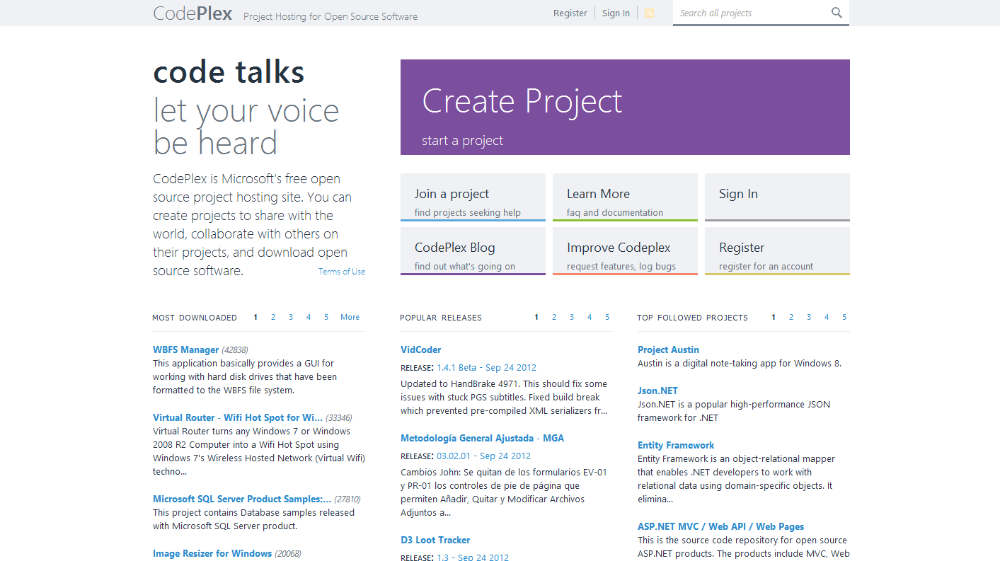 CodePlex Project Hosting for Open Source Software
Register
Sign In
Search all projects
code talks
let your voice
be heard
CodePlex is Microsoft's free open
source project hosting site. You can
create projects to share with the
world, collaborate with others on
their projects, and download open
source software.
Terms of Use
Create Project
start a project
Join a project
find projects seeking help
Learn More
faq and documentation
Sign In
CodePlex Blog
find out what's going on
Improve Codeplex
request features, log bugs
Register
register for an account
MOST DOWNLOADED 1 2 3 4 5 More
WBFS Manager (42838)
This application basically provides a GUI for
working with hard disk drives that have been
formatted to the WBFS file system.
Virtual Router - Wifi Hot Spot for Wi... (33346)
Virtual Router turns any Windows 7 or Windows
2008 R2 Computer into a Wifi Hot Spot using
Windows 7's Wireless Hosted Network (Virtual Wifi)
techno...
Microsoft SQL Server Product Samples:... (27810)
This project contains Database samples released
with Microsoft SQL Server product.
Image Resizer for Windows (20068)
POPULAR RELEASES 1 2 3 4 5
VidCoder
RELEASE: 1.4.1 Beta - Sep 24 2012
Updated to HandBrake 4971. This should fix some
issues with stuck PGS subtitles. Fixed build break
which prevented pre-compiled XML serializers fr...
Metodología General Ajustada - MGA
RELEASE: 03.02.01 - Sep 24 2012
Cambios John: Se quitan de los formularios EV-01
y PR-01 los controles de pie de página que
permiten Añadir, Quitar y Modificar Archivos
Adjuntos a...
D3 Loot Tracker
RELEASE: 1.3 - Sep 24 2012
TOP FOLLOWED PROJECTS 1 2 3 4 5
Project Austin
Austin is a digital note-taking app for Windows 8.
Json.NET
Json.NET is a popular high-performance JSON
framework for .NET
Entity Framework
Entity Framework is an object-relational mapper
that enables .NET developers to work with
relational data using domain-specific objects. It
elimina...
ASP.NET MVC / Web API / Web Pages
This is the source code repository for open source
ASP.NET products. The products include MVC, Web